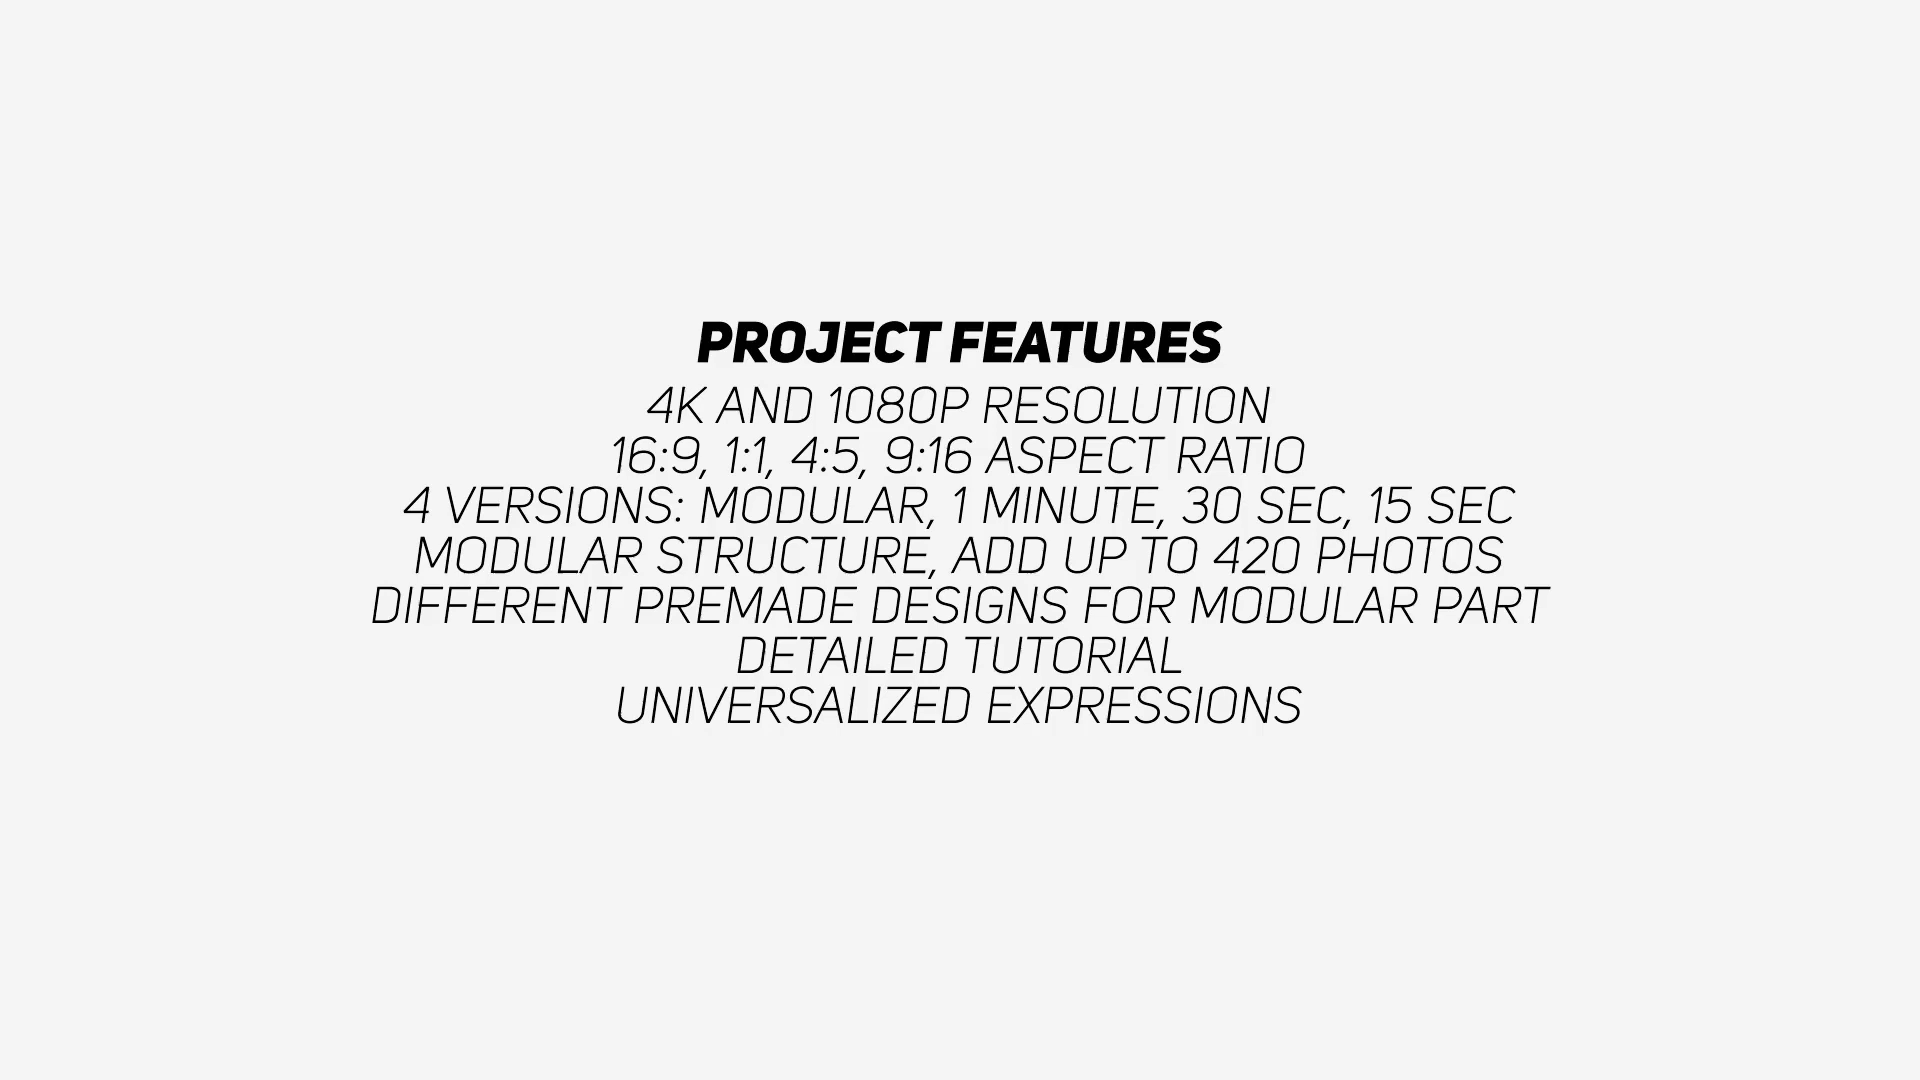 PROJECT FEATURES
4K AND 1080P RESOLUTION
16:9, 1:1, 4:5, 9:16 ASPECT RATIO
4 VERSIONS: MODULAR, 1 MINUTE, 30 SEC, 15 SEC
MODULAR STRUCTURE, ADD UP TO 420 PHOTOS
DIFFERENT PREMADE DESIGNS FOR MODULAR PART
DETAILED TUTORIAL
UNIVERSALIZED EXPRESSIONS